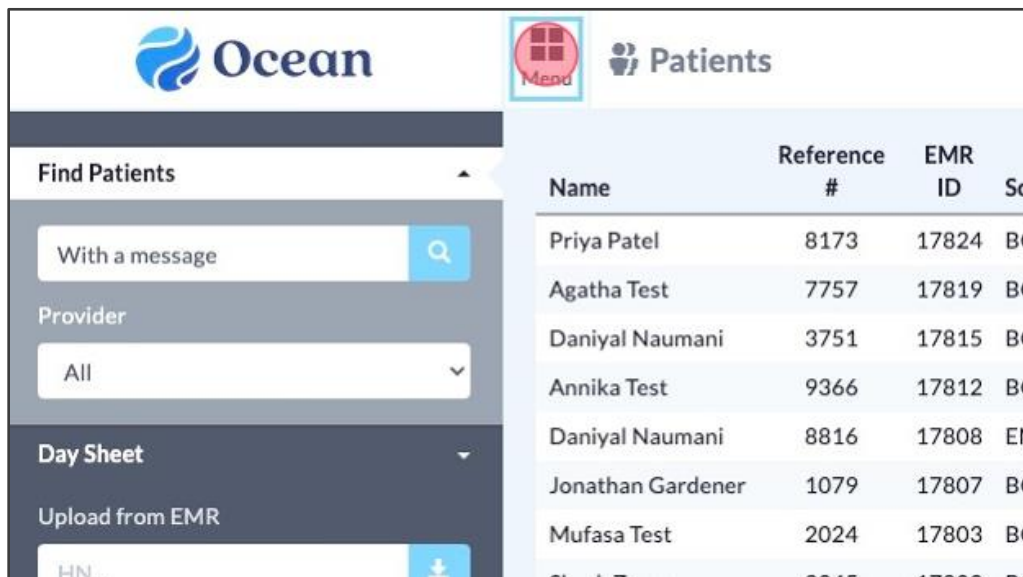 Ocean
Menu
Patients
Find Patients
With a message
Provider
All
Day Sheet
Upload from EMR
HN...
Name Reference # EMR ID
Priya Patel 8173 17824
Agatha Test 7757 17819
Daniyal Naumani 3751 17815
Annika Test 9366 17812
Daniyal Naumani 8816 17808
Jonathan Gardener 1079 17807
Mufasa Test 2024 17803